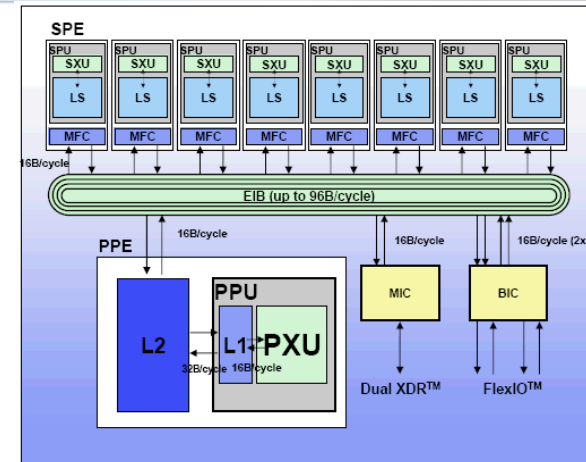 SPE
SPU SPU SPU SPU SPU SPU SPU SPU
SXU SXU SXU SXU SXU SXU SXU SXU
LS LS LS LS LS LS LS LS
MFC MFC MFC MFC MFC MFC MFC MFC
16B/cycle
EIB (up to 96B/cycle)
16B/cycle 16B/cycle 16B/cycle (2x
PPE
PPU
MIC BIC
L2 L1 PXU
32B/cycle 16B/cycle
Dual XDR™ FlexIO™